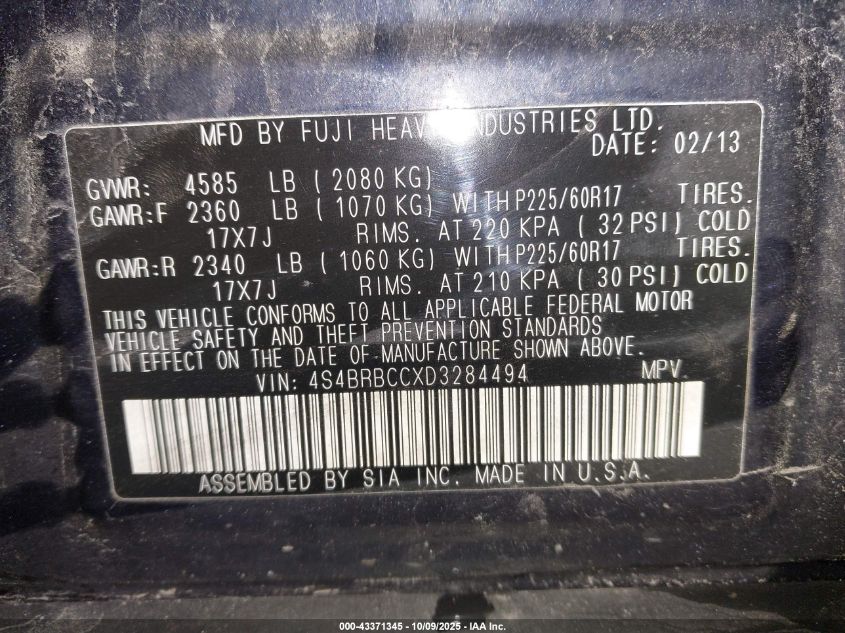 MFD BY FUJI HEAVY INDUSTRIES LTD.
DATE: 02/13
GVWR: 4585 LB ( 2080 KG)
GAWR:F 2360 LB ( 1070 KG) WITH P225/60R17 TIRES.
17X7J RIMS. AT 220 KPA ( 32 PSI) COLD
GAWR:R 2340 LB ( 1060 KG) WITH P225/60R17 TIRES.
17X7J RIMS. AT 210 KPA ( 30 PSI) COLD
THIS VEHICLE CONFORMS TO ALL APPLICABLE FEDERAL MOTOR
VEHICLE SAFETY AND THEFT PREVENTION STANDARDS
IN EFFECT ON THE DATE OF MANUFACTURE SHOWN ABOVE.
VIN: 4S4BRBCCXD3284494 MPV
ASSEMBLED BY SIA INC. MADE IN U.S.A.
000-43371345 - 10/09/2025 - IAA Inc.